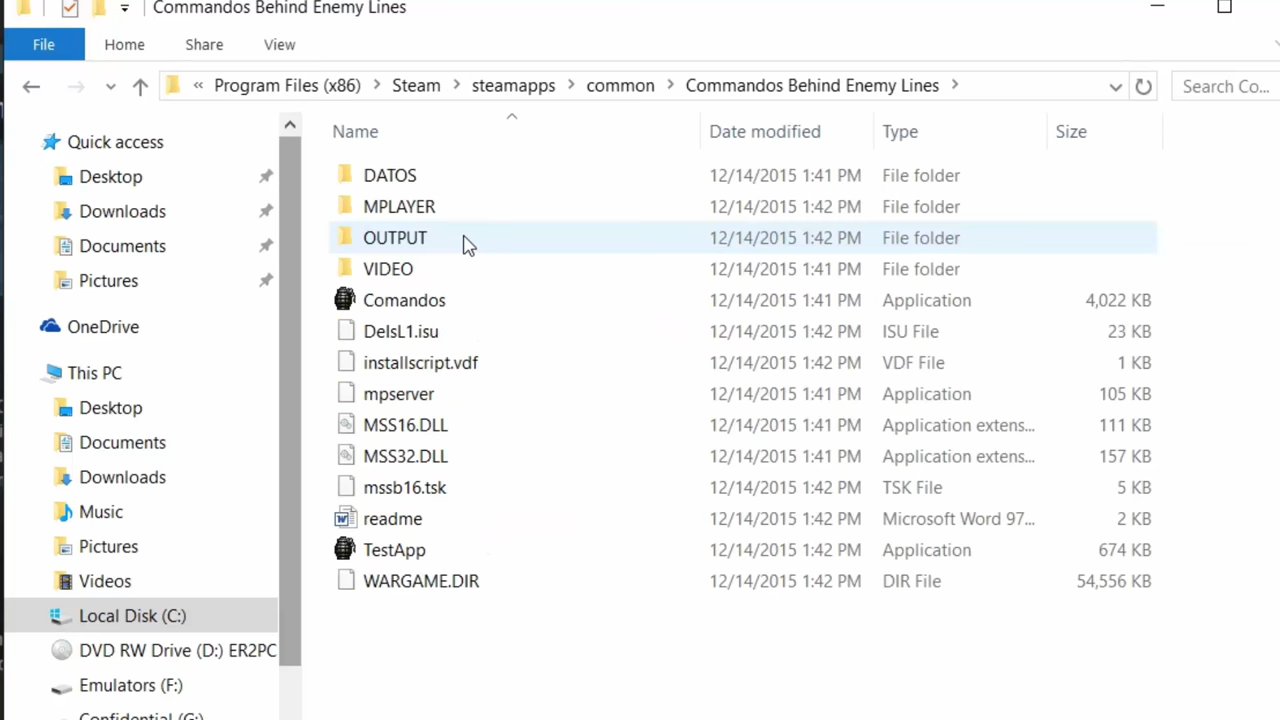 Commandos Behind Enemy Lines
File Home Share View
« Program Files (x86) > Steam > steamapps > common > Commandos Behind Enemy Lines > Search Co...
Name Date modified Type Size
Quick access
Desktop
Downloads
Documents
Pictures
OneDrive
This PC
Desktop
Documents
Downloads
Music
Pictures
Videos
Local Disk (C:)
DVD RW Drive (D:) ER2PC
Emulators (F:)
Confidential (G:)
DATOS 12/14/2015 1:41 PM File folder
MPLAYER 12/14/2015 1:42 PM File folder
OUTPUT 12/14/2015 1:42 PM File folder
VIDEO 12/14/2015 1:42 PM File folder
Comandos 12/14/2015 1:41 PM Application 4,022 KB
DeIsL1.isu 12/14/2015 1:41 PM ISU File 23 KB
installscript.vdf 12/14/2015 1:42 PM VDF File 1 KB
mpserver 12/14/2015 1:42 PM Application 105 KB
MSS16.DLL 12/14/2015 1:41 PM Application extens... 111 KB
MSS32.DLL 12/14/2015 1:42 PM Application extens... 157 KB
mssb16.tsk 12/14/2015 1:42 PM TSK File 5 KB
readme 12/14/2015 1:42 PM Microsoft Word 97... 2 KB
TestApp 12/14/2015 1:42 PM Application 674 KB
WARGAME.DIR 12/14/2015 1:42 PM DIR File 54,556 KB